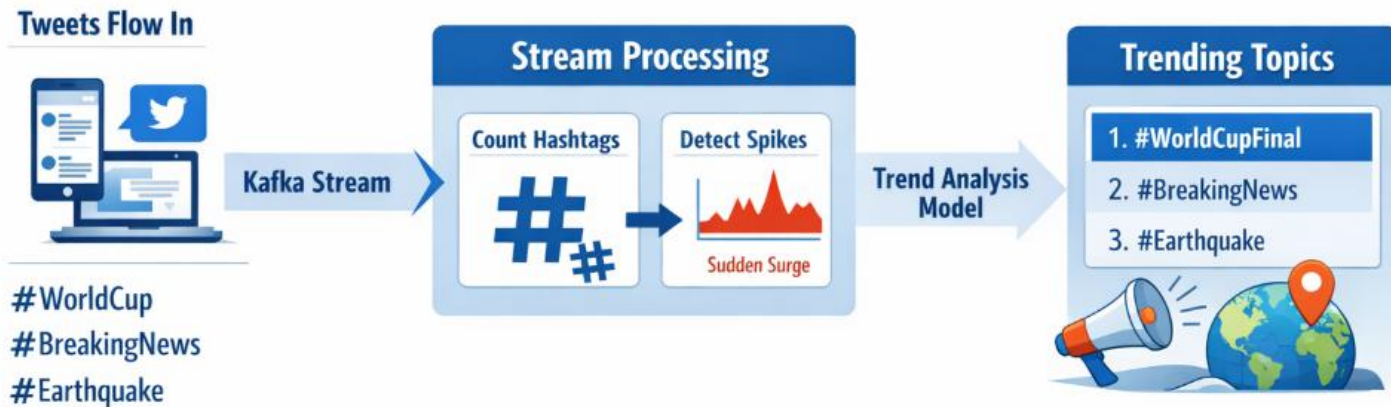 Tweets Flow In
#WorldCup
#BreakingNews
#Earthquake
Kafka Stream
Stream Processing
Count Hashtags
Detect Spikes
Sudden Surge
Trend Analysis
Model
Trending Topics
1. #WorldCupFinal
2. #BreakingNews
3. #Earthquake